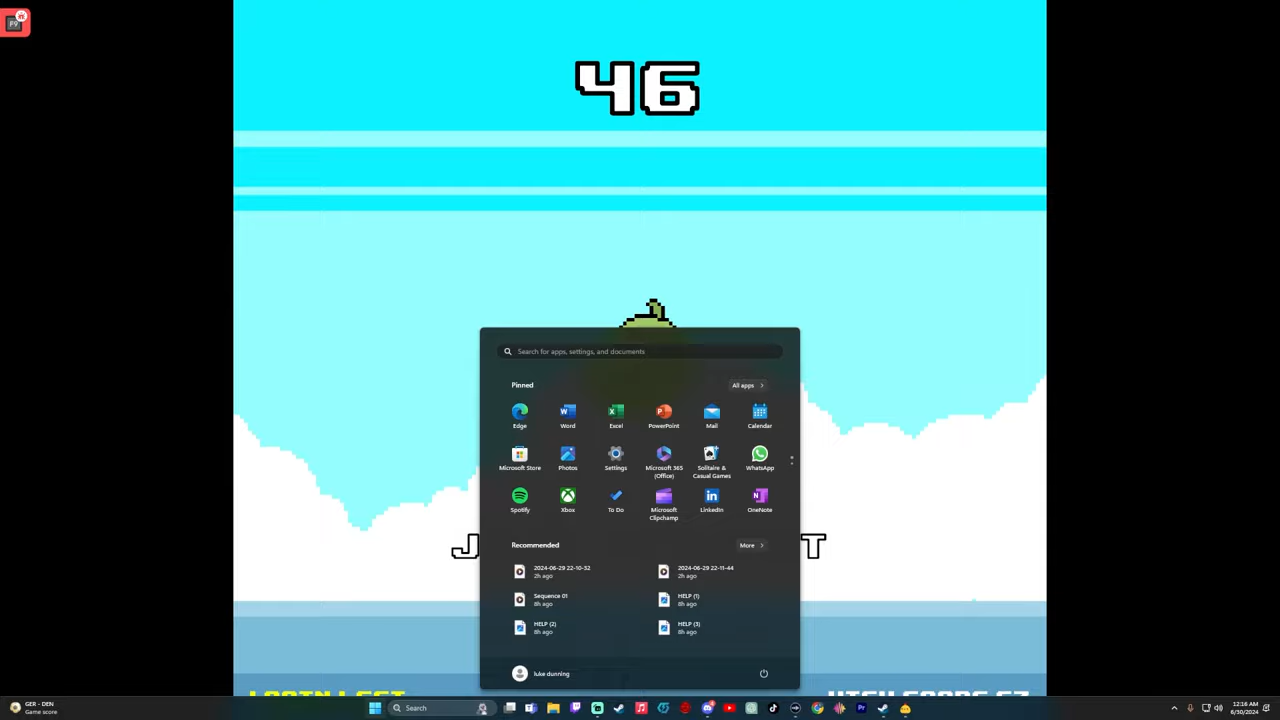 F9
46
Search for apps, settings, and documents
Pinned
All apps
Edge
Word
Excel
PowerPoint
Mail
Calendar
Microsoft Store
Photos
Settings
Microsoft 365
(Office)
Solitaire &
Casual Games
WhatsApp
Spotify
Xbox
To Do
Microsoft
Clipchamp
LinkedIn
OneNote
J
T
Recommended
More
2024-06-29 22-10-32
2h ago
2024-06-29 22-11-44
2h ago
Sequence 01
8h ago
HELP (1)
8h ago
HELP (2)
8h ago
HELP (3)
8h ago
luke dunning
GER - DEN
Game score
Search
12:16 AM
6/30/2024